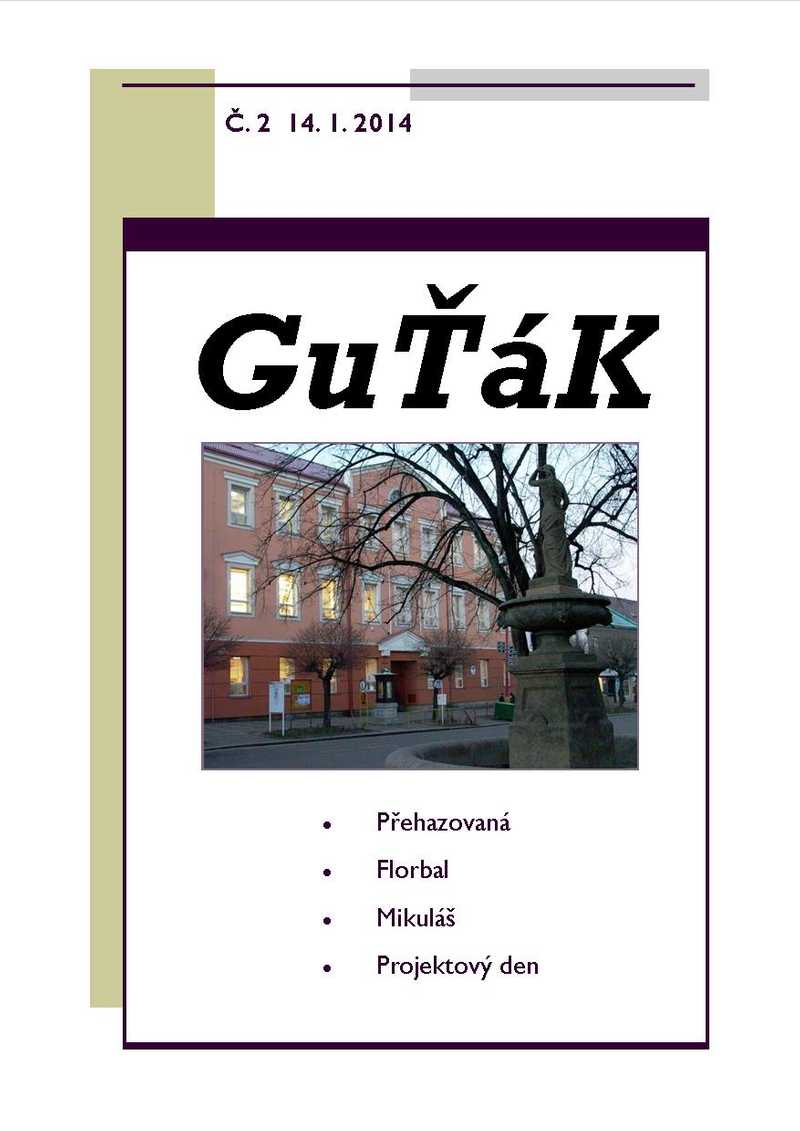 Č. 2 14. 1. 2014
GuŤáK
• Přehazovaná
• Florbal
• Mikuláš
• Projektový den